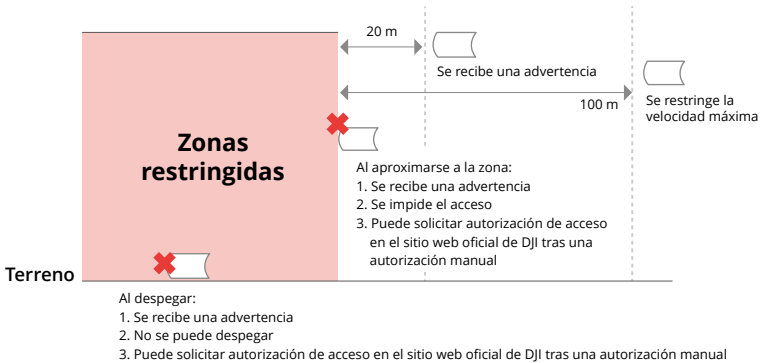 20 m
Se recibe una advertencia
100 m
Se restringe la
velocidad máxima
Zonas
restringidas
Al aproximarse a la zona:
1. Se recibe una advertencia
2. Se impide el acceso
3. Puede solicitar autorización de acceso
en el sitio web oficial de DJI tras una
autorización manual
Terreno
Al despegar:
1. Se recibe una advertencia
2. No se puede despegar
3. Puede solicitar autorización de acceso en el sitio web oficial de DJI tras una autorización manual